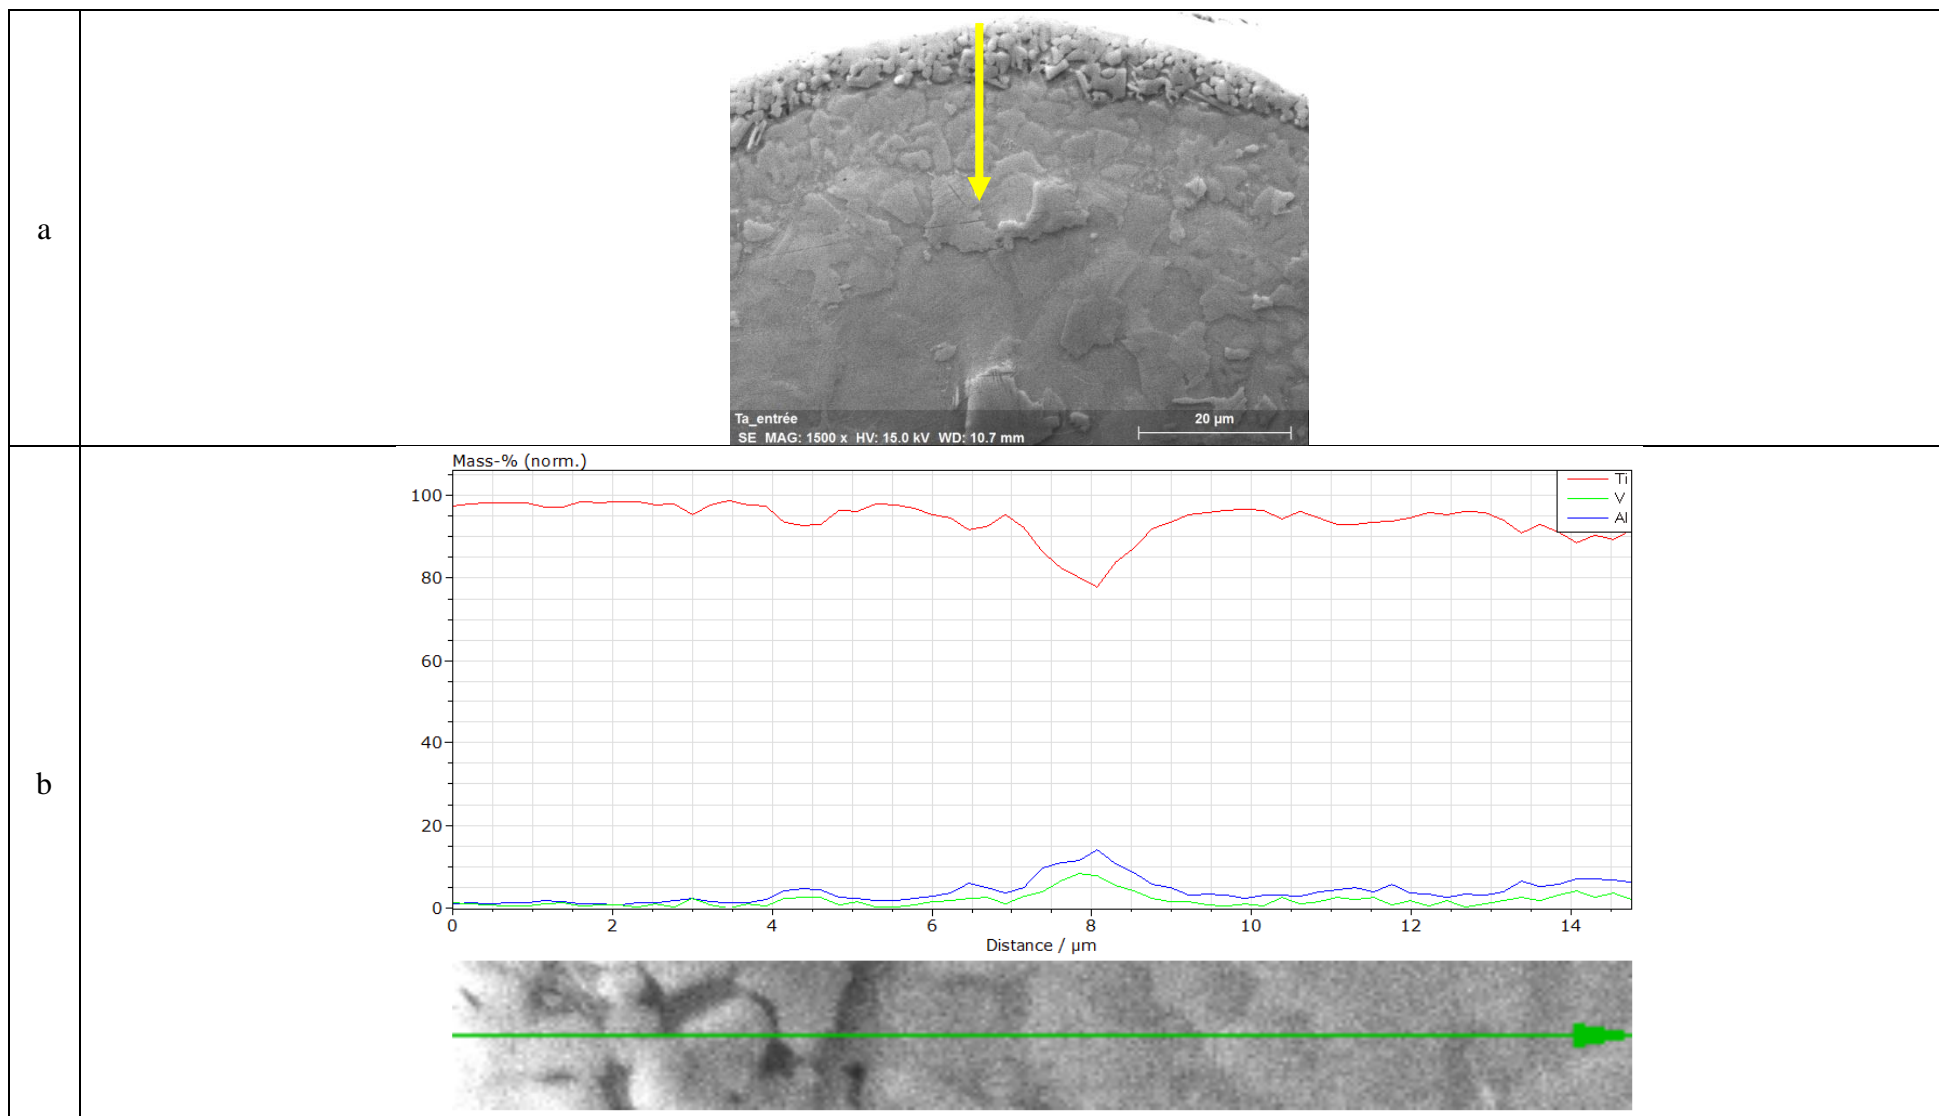 a
Ta_entrée
20 µm
SE MAG: 1500 x HV: 15.0 kV WD: 10.7 mm
b
Mass-% (norm.)
Ti
V
Al
100
80
60
40
20
0
0 2 4 6 8 10 12 14
Distance / µm